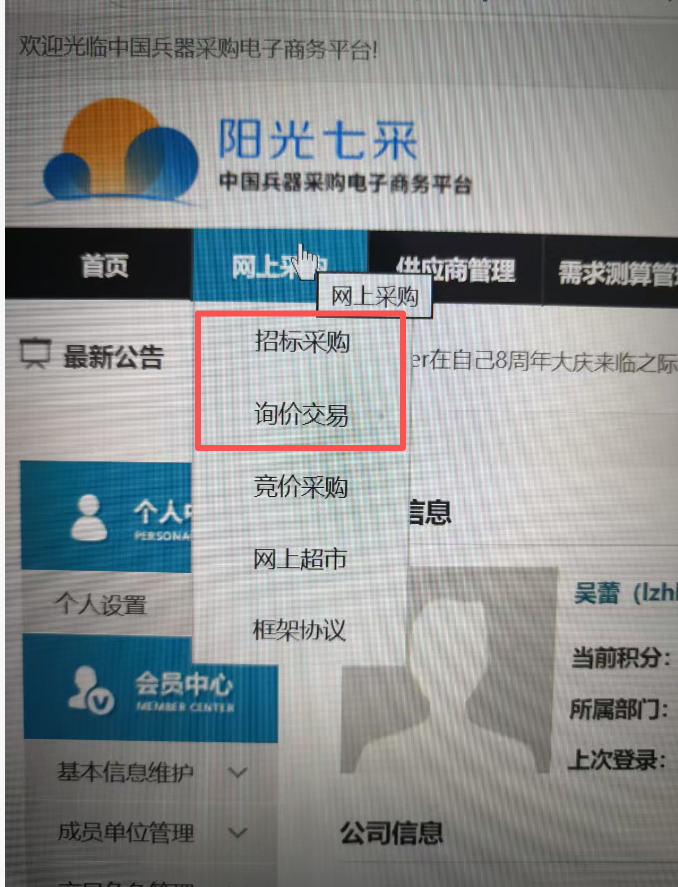 欢迎光临中国兵器采购电子商务平台!
阳光七采
中国兵器采购电子商务平台
首页
网上采购
供应商管理
需求测算管
网上采购
最新公告
招标采购
er在自己8周年大庆来临之际
询价交易
竞价采购
网上超市
框架协议
个人
PERSONA
信息
个人设置
吴蕾 (lzh
当前积分:
所属部门:
上次登录:
会员中心
MEMBER CENTER
基本信息维护
成员单位管理
公司信息